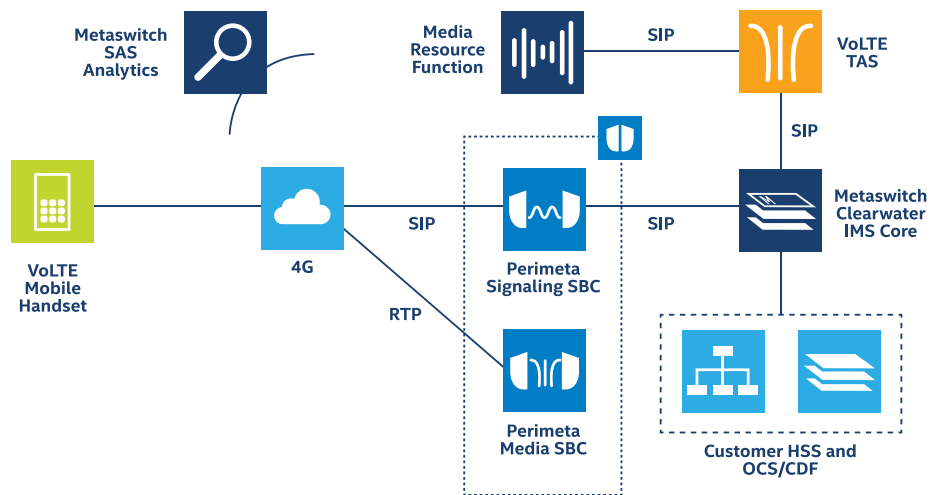 Metaswitch
SAS
Analytics
Media
Resource
Function
SIP
VoLTE
TAS
SIP
VoLTE
Mobile
Handset
4G
SIP
RTP
Perimeta
Signaling SBC
SIP
M
Metaswitch
Clearwater
IMS Core
Perimeta
Media SBC
Customer HSS and
OCS/CDF